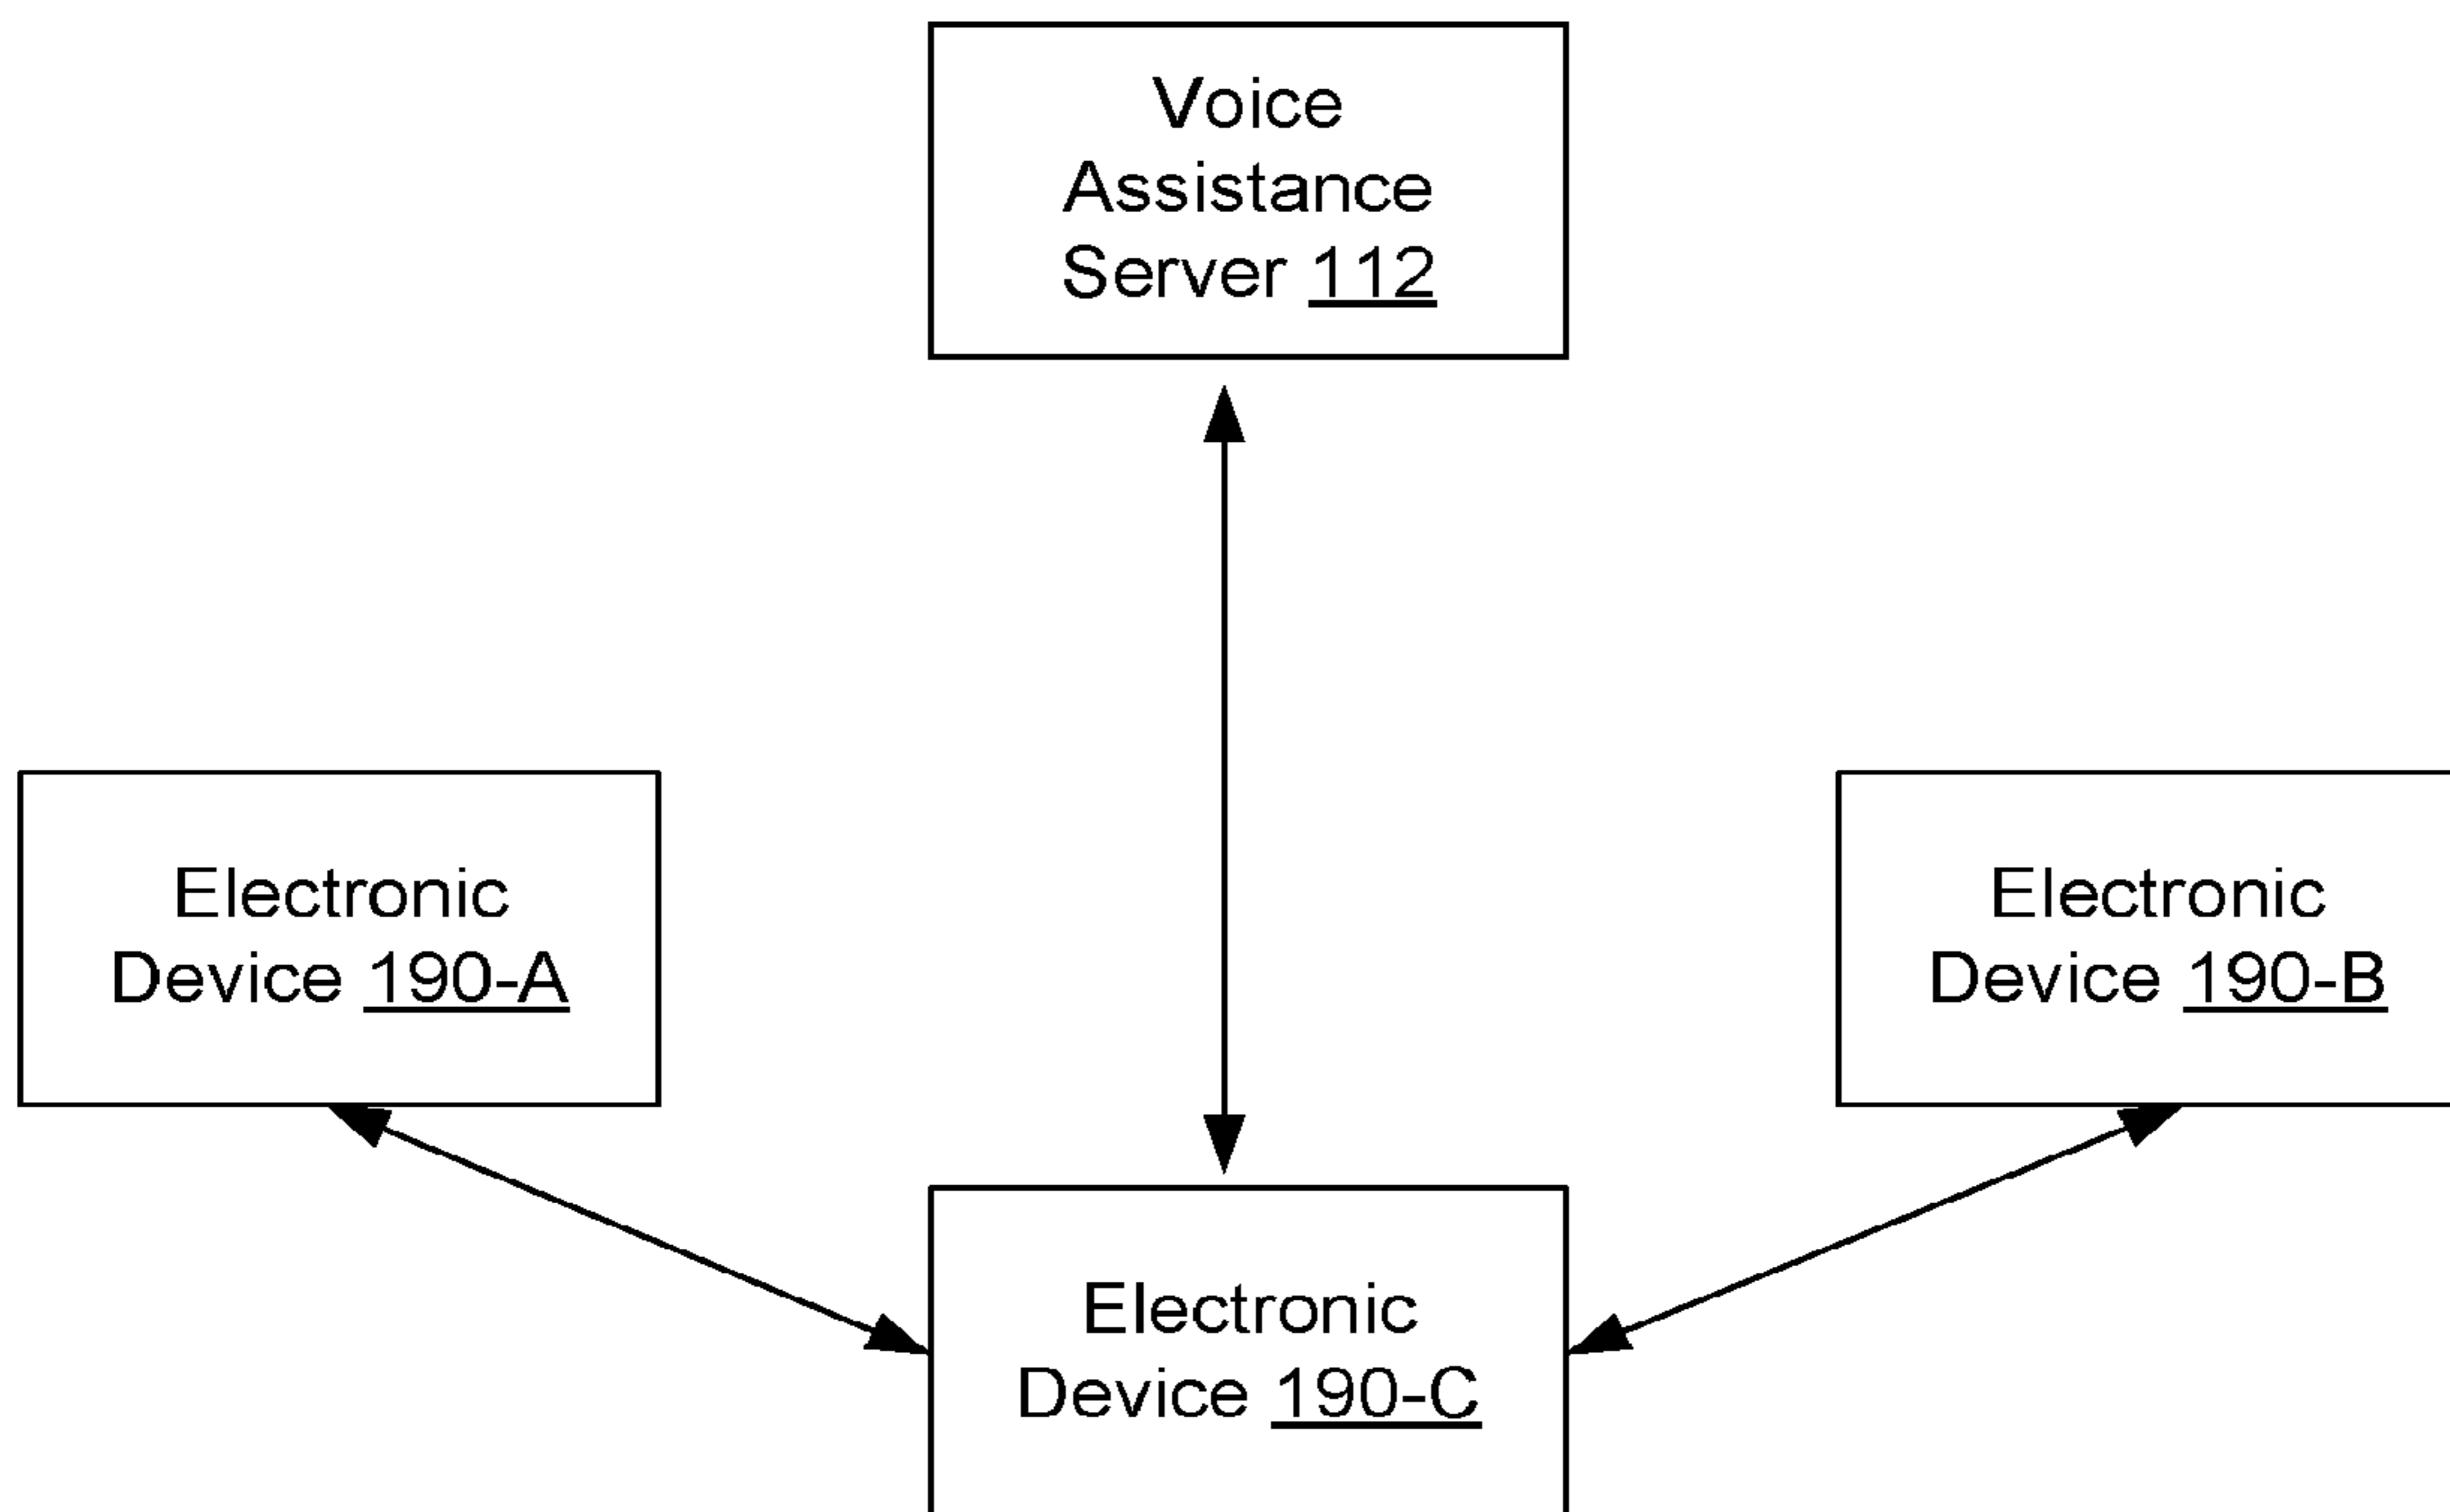 Voice
Assistance
Server 112
Electronic
Device 190-A
Electronic
Device 190-B
Electronic
Device 190-C